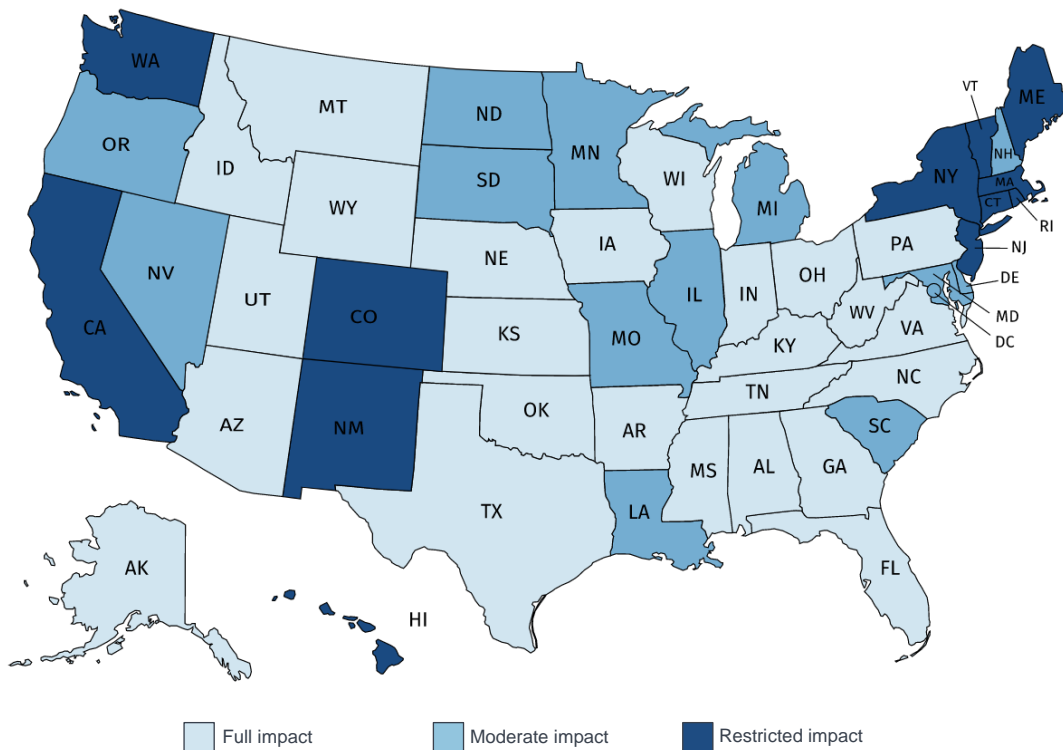 WA
MT
ND
MN
VT
ME
OR
ID
SD
WI
NH
NY
MA
WY
MI
CT
RI
IA
PA
NJ
NE
NV
OH
DE
UT
IL
IN
CO
WV
MD
CA
KS
MO
VA
DC
KY
NC
TN
OK
AZ
NM
AR
SC
MS
AL
GA
TX
LA
AK
FL
HI
Full impact
Moderate impact
Restricted impact